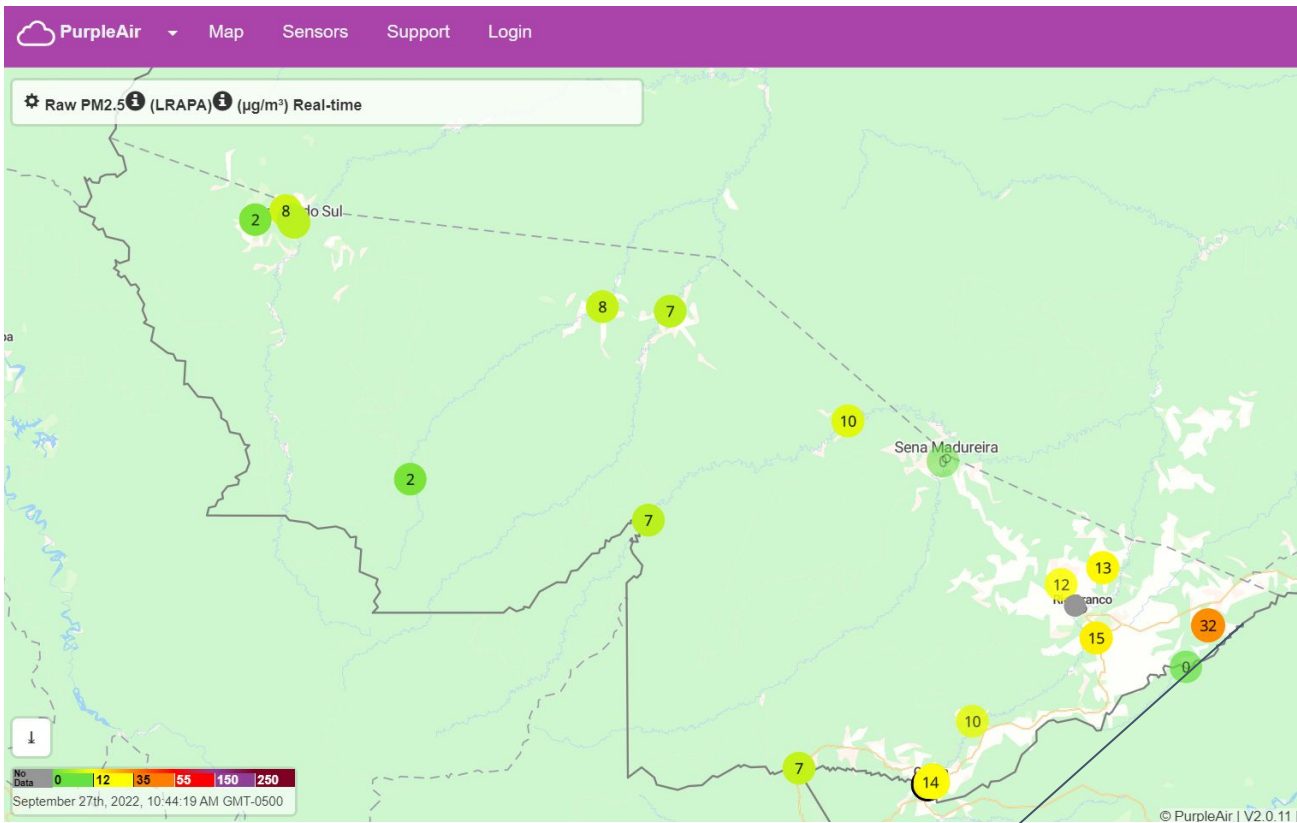 PurpleAir Map Sensors Support Login
Raw PM2.5 (LRAPA) (µg/m³) Real-time
2 8 do Sul
8 7
10
Sena Madureira
0
2
7
13
12
32
15
0
10
7
14
No Data 0 12 35 55 150 250
September 27th, 2022, 10:44:19 AM GMT-0500
© PurpleAir | V2.0.11